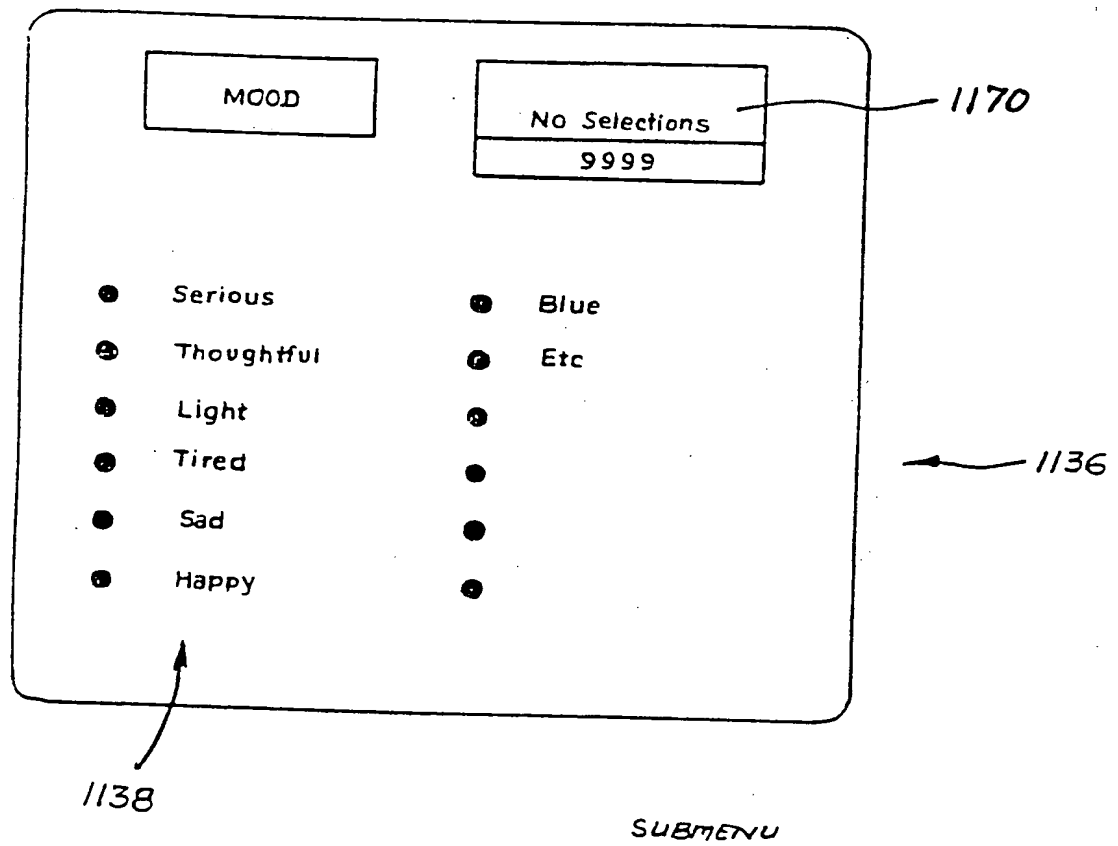 MOOD
No Selections
9999
1170
Serious
Thoughtful
Light
Tired
Sad
Happy
Blue
Etc
1136
1138
SUBMENU